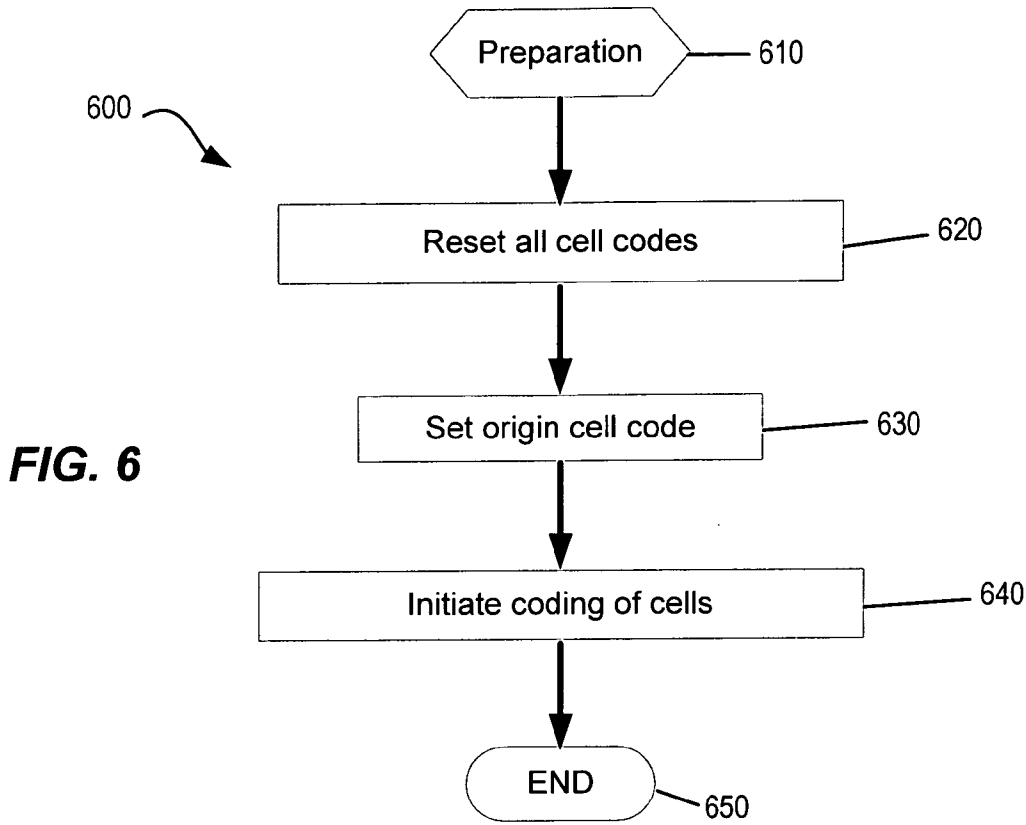 Preparation
610
600
Reset all cell codes
620
Set origin cell code
630
FIG. 6
Initiate coding of cells
640
END
650